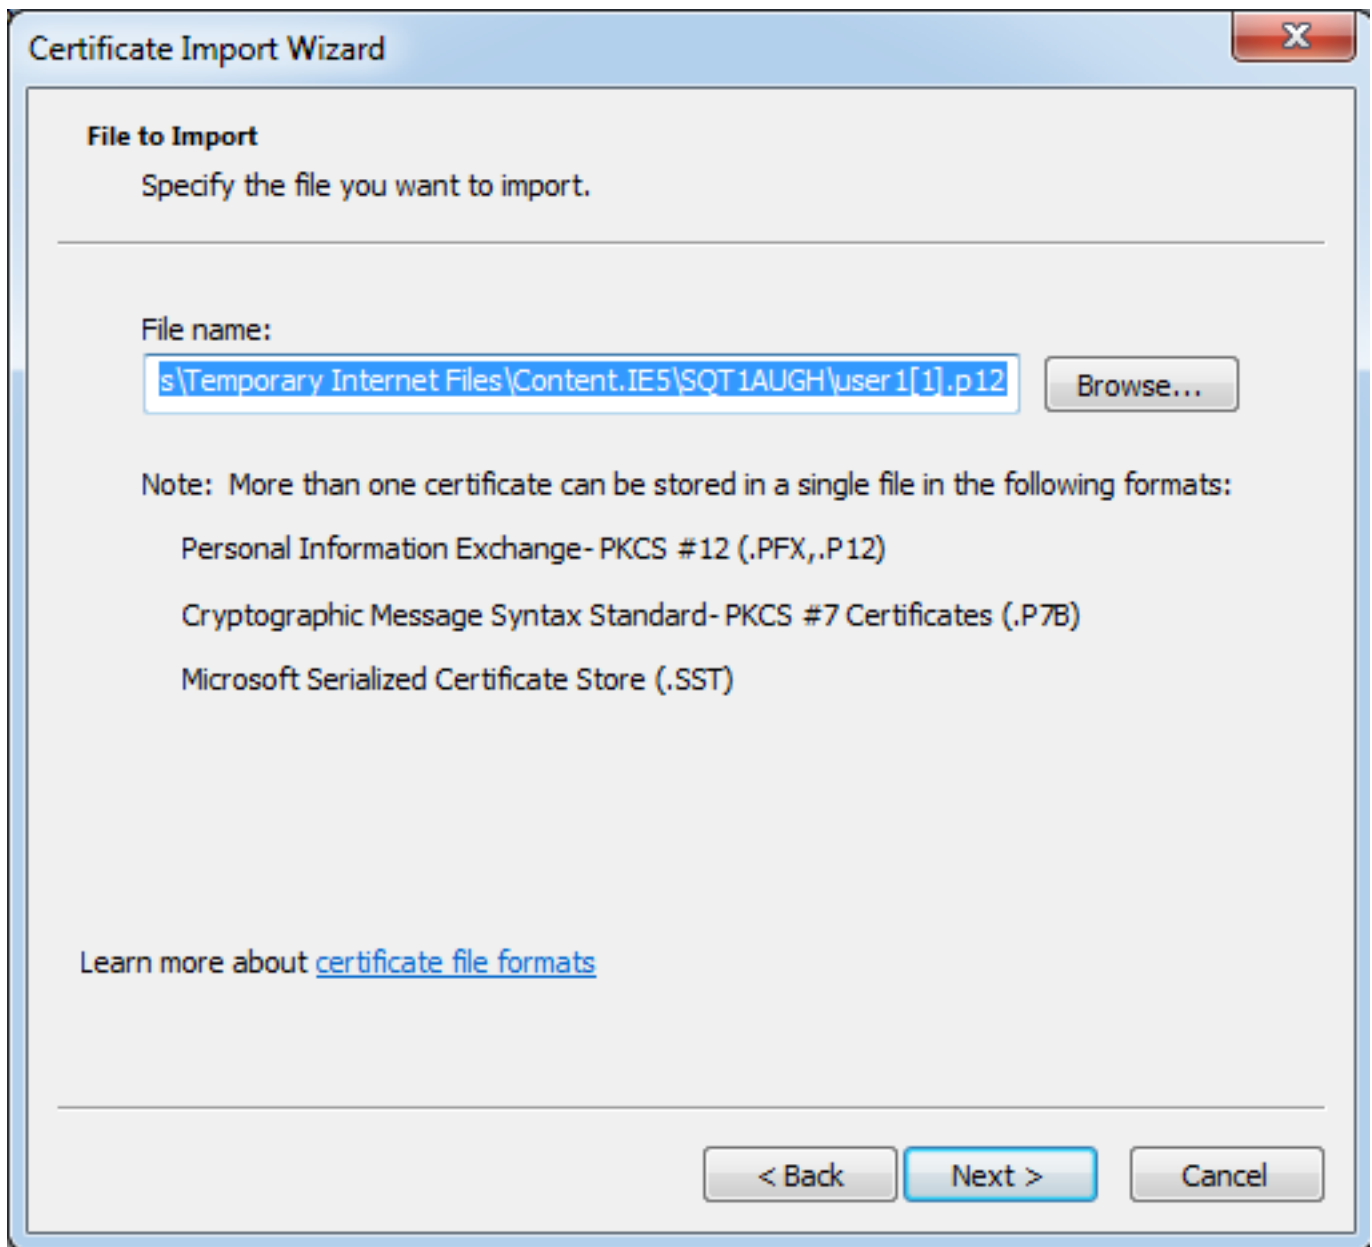 Certificate Import Wizard
File to Import
Specify the file you want to import.
File name:
s\Temporary Internet Files\Content.IE5\SQT1AUGH\user1[1].p12
Browse...
Note:  More than one certificate can be stored in a single file in the following formats:
Personal Information Exchange- PKCS #12 (.PFX,.P12)
Cryptographic Message Syntax Standard- PKCS #7 Certificates (.P7B)
Microsoft Serialized Certificate Store (.SST)
Learn more about certificate file formats
< Back
Next >
Cancel